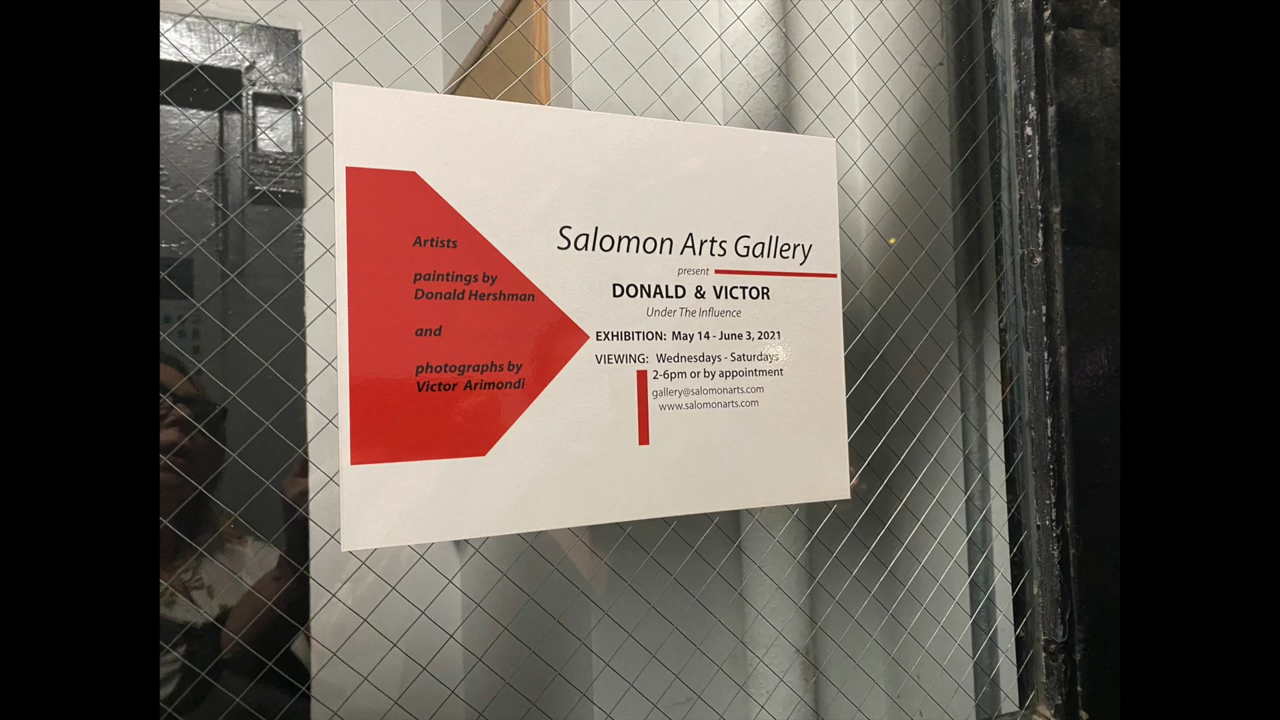 Artists
paintings by
Donald Hershman
and
photographs by
Victor Arimondi
Salomon Arts Gallery
present
DONALD & VICTOR
Under The Influence
EXHIBITION: May 14 - June 3, 2021
VIEWING: Wednesdays - Saturdays
2-6pm or by appointment
gallery@salomonarts.com
www.salomonarts.com